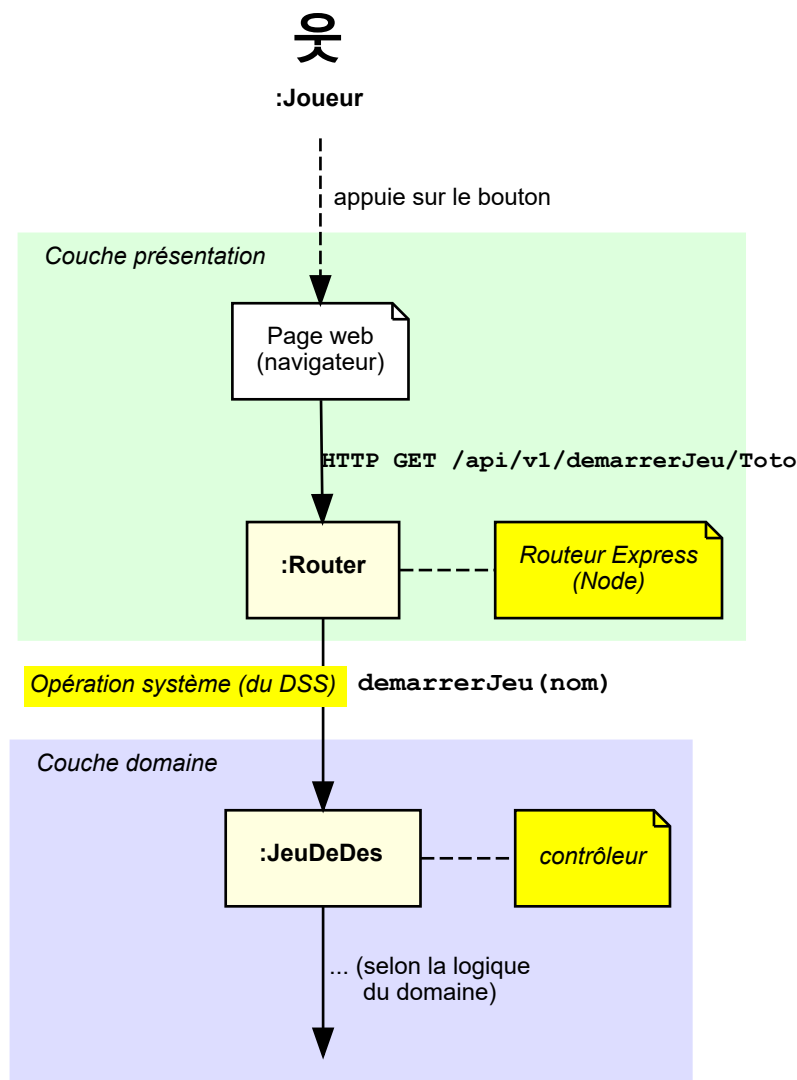 :Joueur
appuie sur le bouton
Couche présentation
Page web
(navigateur)
HTTP GET /api/v1/demarrerJeu/Toto
:Router
Routeur Express
(Node)
Opération système (du DSS) demarrerJeu(nom)
Couche domaine
:JeuDeDes
contrôleur
... (selon la logique
du domaine)